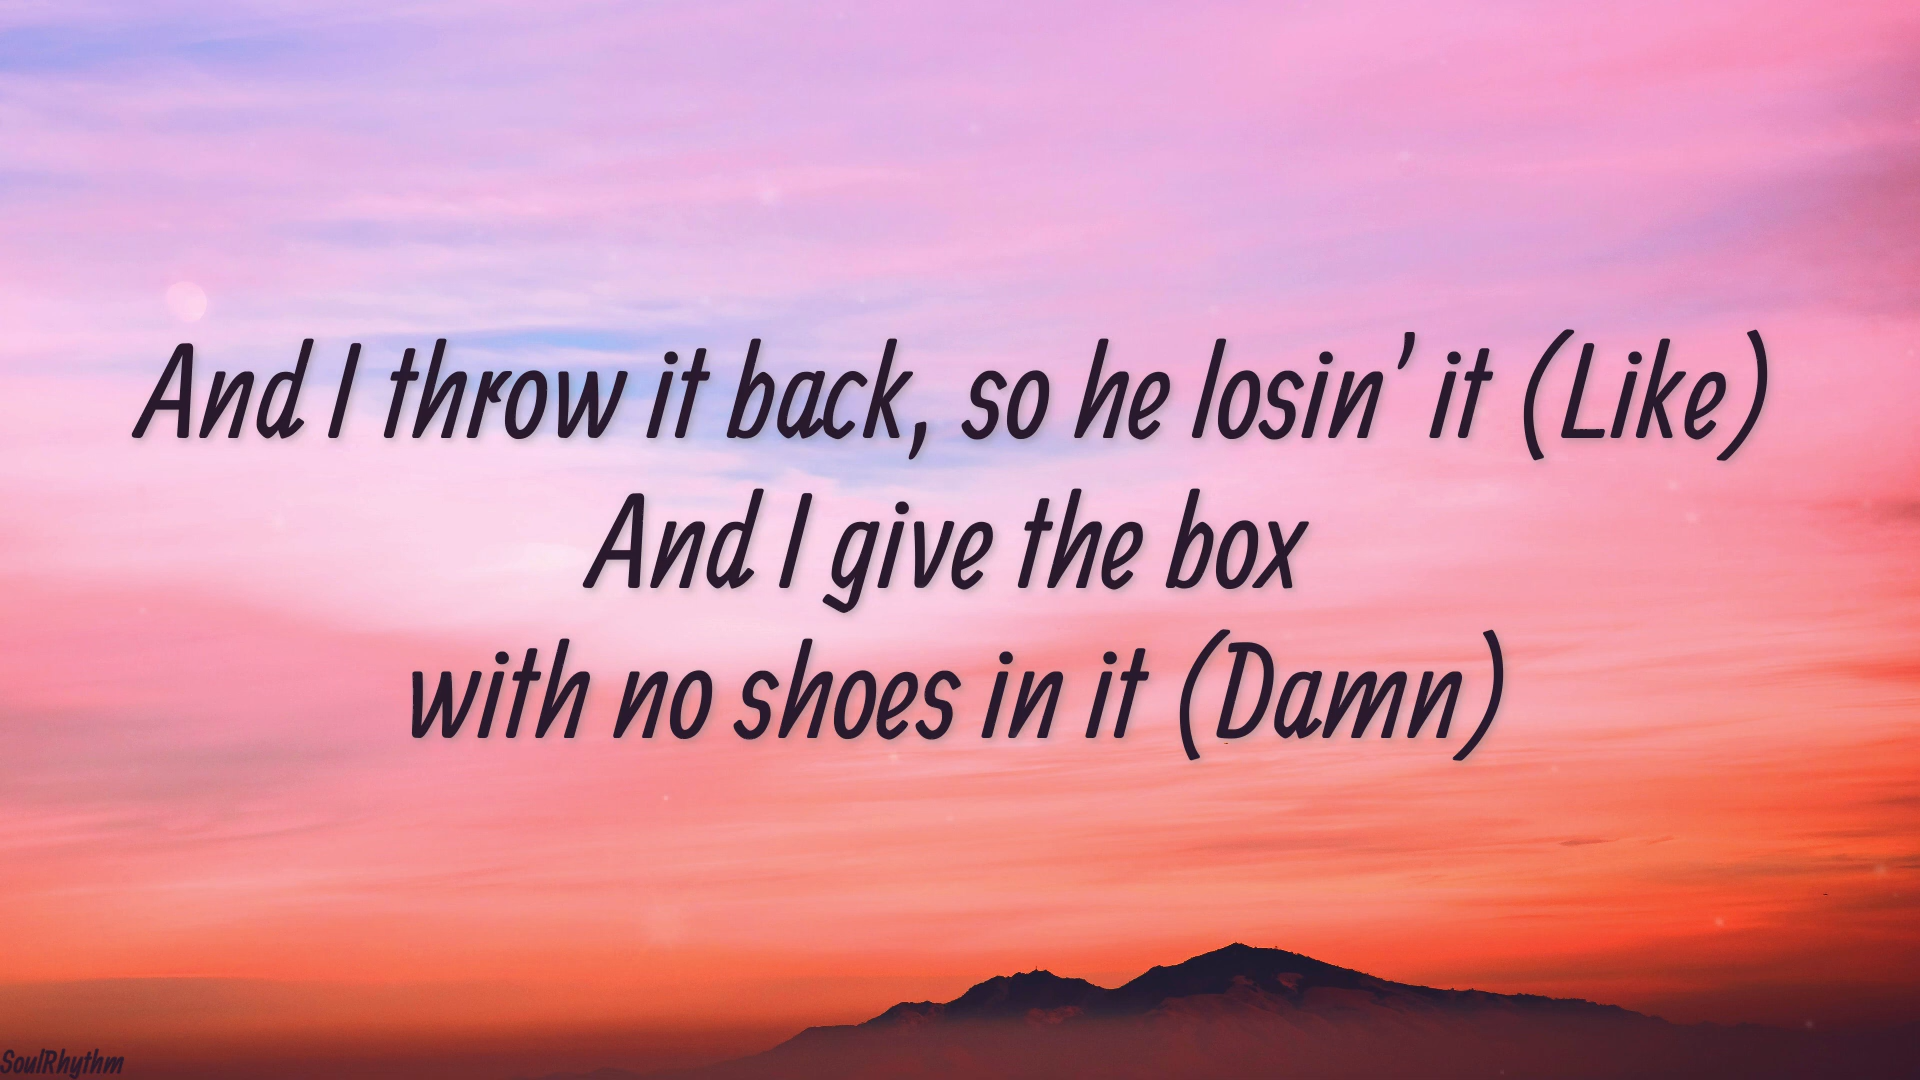 And I throw it back, so he losin' it (Like)
And I give the box
with no shoes in it (Damn)
SoulRhythm